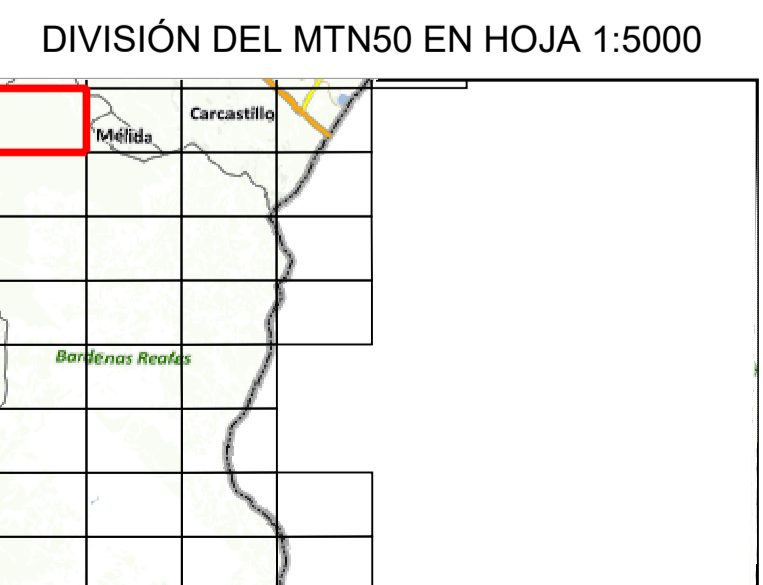 DIVISIÓN DEL MTN50 EN HOJA 1:5000
Carcastillo
Mélida
Bardenas Reales